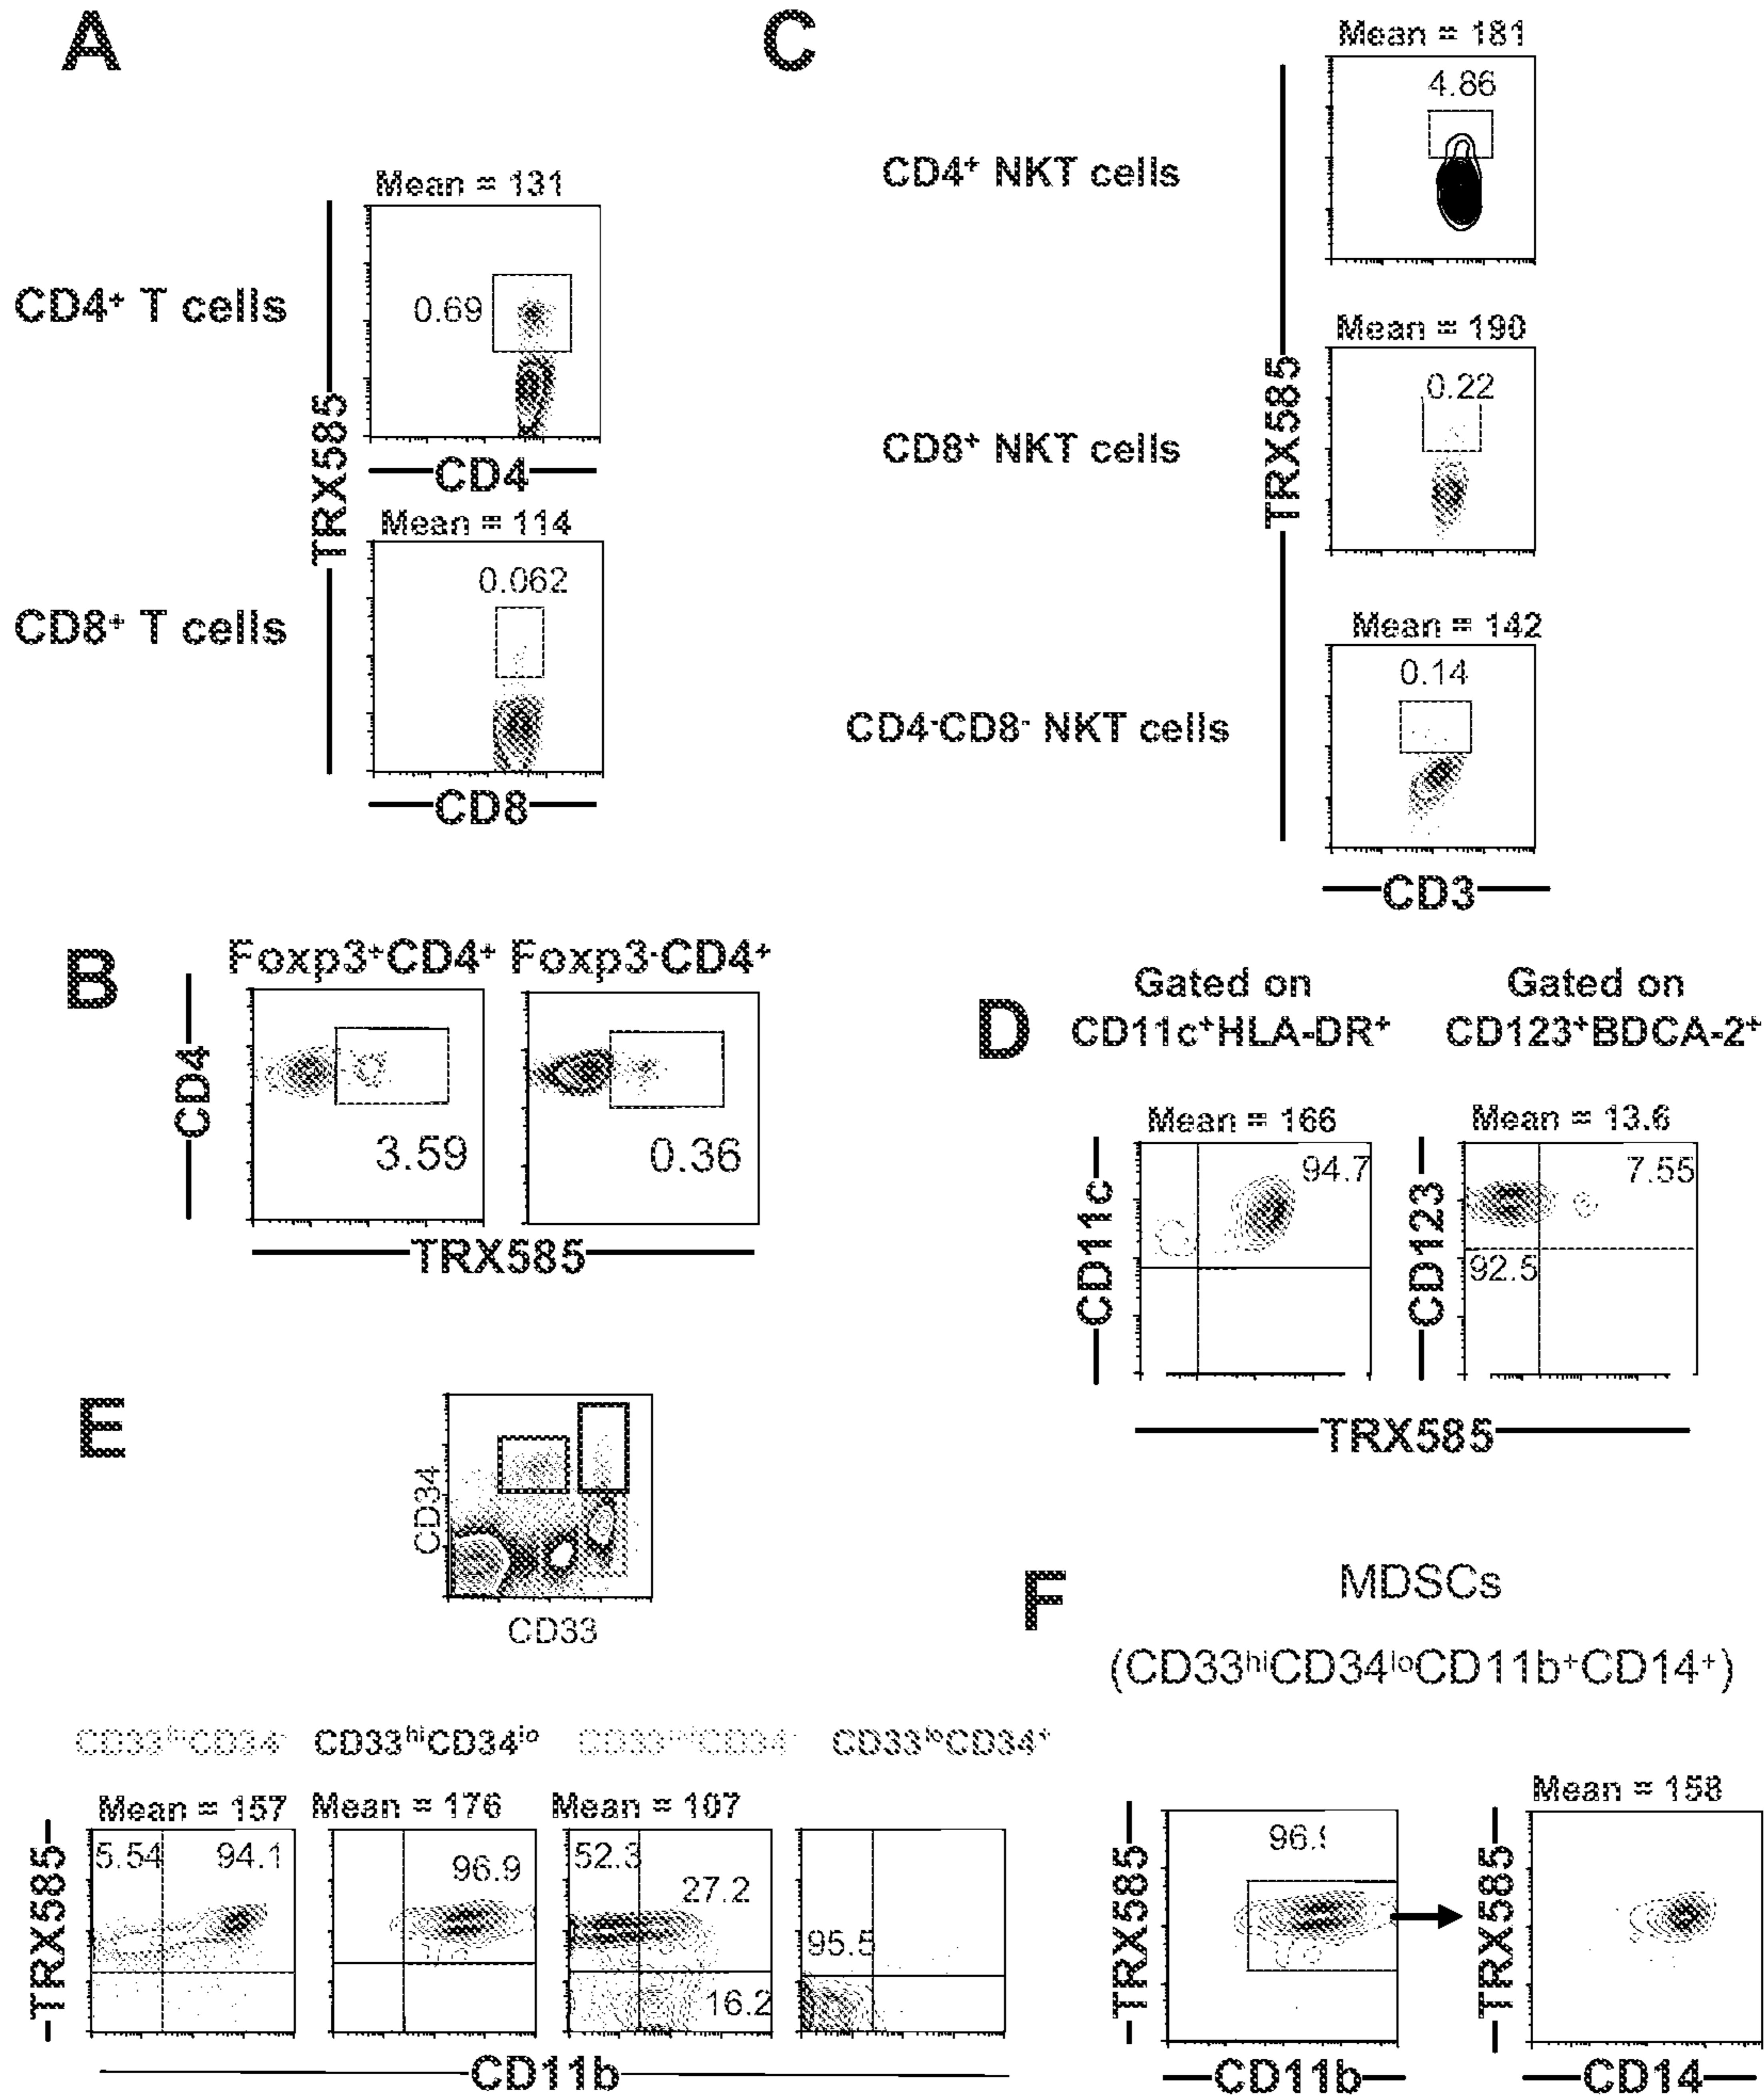 A
Mean = 131
CD4⁺ T cells
0.69
TRX585
CD4
Mean = 114
0.062
CD8⁺ T cells
CD8
C
Mean = 181
4.86
CD4⁺ NKT cells
Mean = 190
0.22
CD8⁺ NKT cells
TRX585
Mean = 142
0.14
CD4⁻CD8⁻ NKT cells
CD3
B
Foxp3⁺CD4⁺ Foxp3⁻CD4⁺
CD4
3.59 0.36
TRX585
D
Gated on Gated on
CD11c⁺HLA-DR⁺ CD123⁺BDCA-2⁺
Mean = 166 Mean = 13.6
94.7 7.55
CD11c CD123
92.5
TRX585
E
CD34
CD33
CD33ʰⁱCD34⁻ CD33ʰⁱCD34ˡᵒ CD33ⁱⁿᵗCD34⁻ CD33ˡᵒCD34⁺
Mean = 157 Mean = 176 Mean = 107
5.54 94.1 96.9 52.3 27.2 95.5
16.2
TRX585
CD11b
F
MDSCs
(CD33ʰⁱCD34ˡᵒCD11b⁺CD14⁺)
Mean = 158
96.
TRX585 TRX585
CD11b CD14